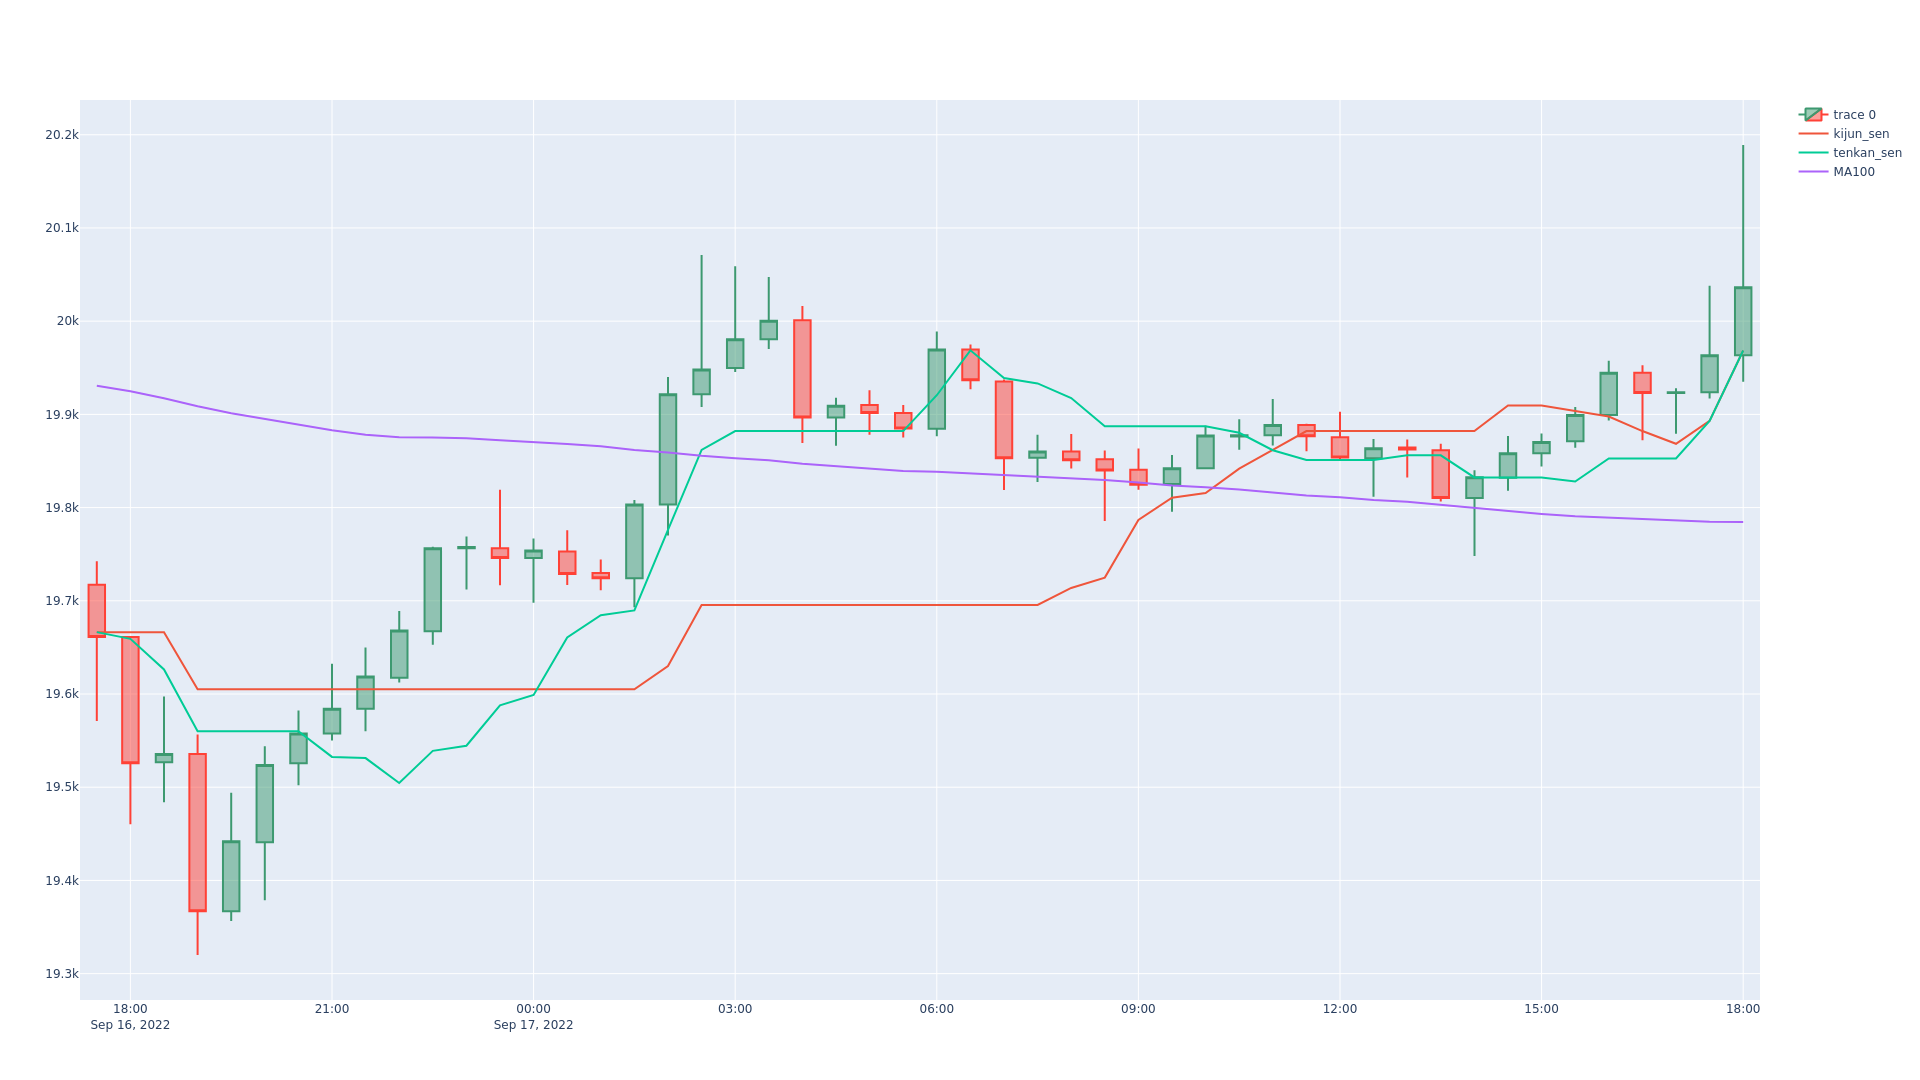 20.2k
20.1k
20k
19.9k
19.8k
19.7k
19.6k
19.5k
19.4k
19.3k
18:00 21:00 00:00 03:00 06:00 09:00 12:00 15:00 18:00
Sep 16, 2022 Sep 17, 2022
trace 0
kijun_sen
tenkan_sen
MA100